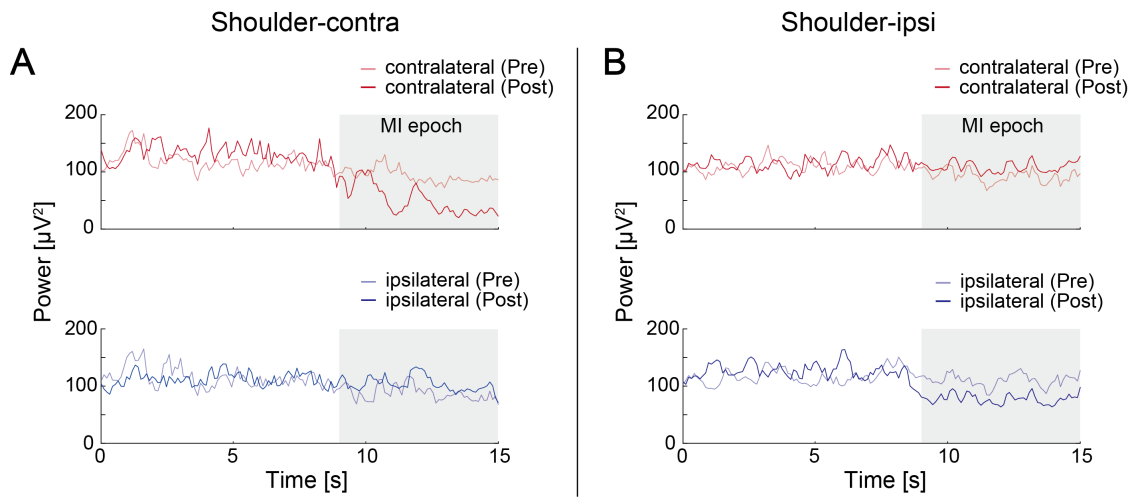 Shoulder-contra
Shoulder-ipsi
A
contralateral (Pre)
contralateral (Post)
200
MI epoch
100
0
Power [µV²]
ipsilateral (Pre)
ipsilateral (Post)
200
100
0
0
5
10
15
Time [s]
B
contralateral (Pre)
contralateral (Post)
200
MI epoch
100
0
Power [µV²]
ipsilateral (Pre)
ipsilateral (Post)
200
100
0
0
5
10
15
Time [s]